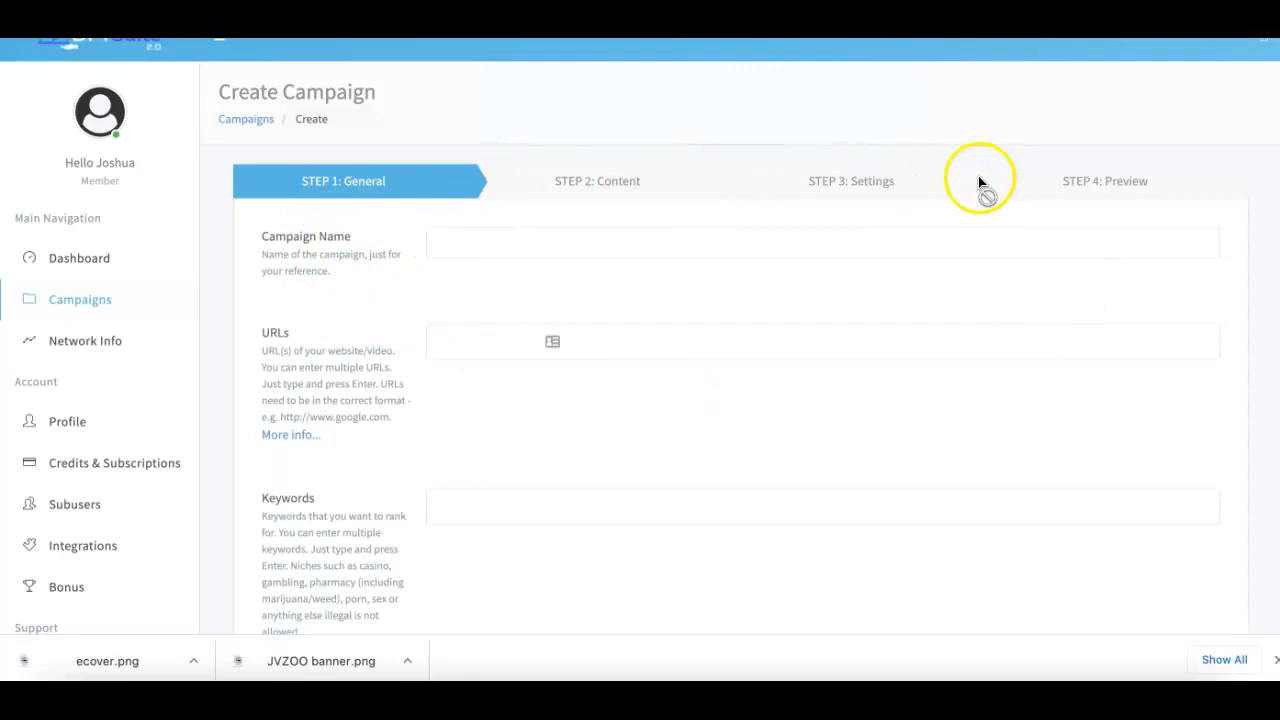 2.0
Create Campaign
Campaigns / Create
Hello Joshua
Member
Main Navigation
Dashboard
Campaigns
Network Info
Account
Profile
Credits & Subscriptions
Subusers
Integrations
Bonus
Support
STEP 1: General
STEP 2: Content
STEP 3: Settings
STEP 4: Preview
Campaign Name
Name of the campaign, just for
your reference.
URLs
URL(s) of your website/video.
You can enter multiple URLs.
Just type and press Enter. URLs
need to be in the correct format -
e.g. http://www.google.com.
More info...
Keywords
Keywords that you want to rank
for. You can enter multiple
keywords. Just type and press
Enter. Niches such as casino,
gambling, pharmacy (including
marijuana/weed), porn, sex or
anything else illegal is not
allowed
ecover.png
JVZOO banner.png
Show All